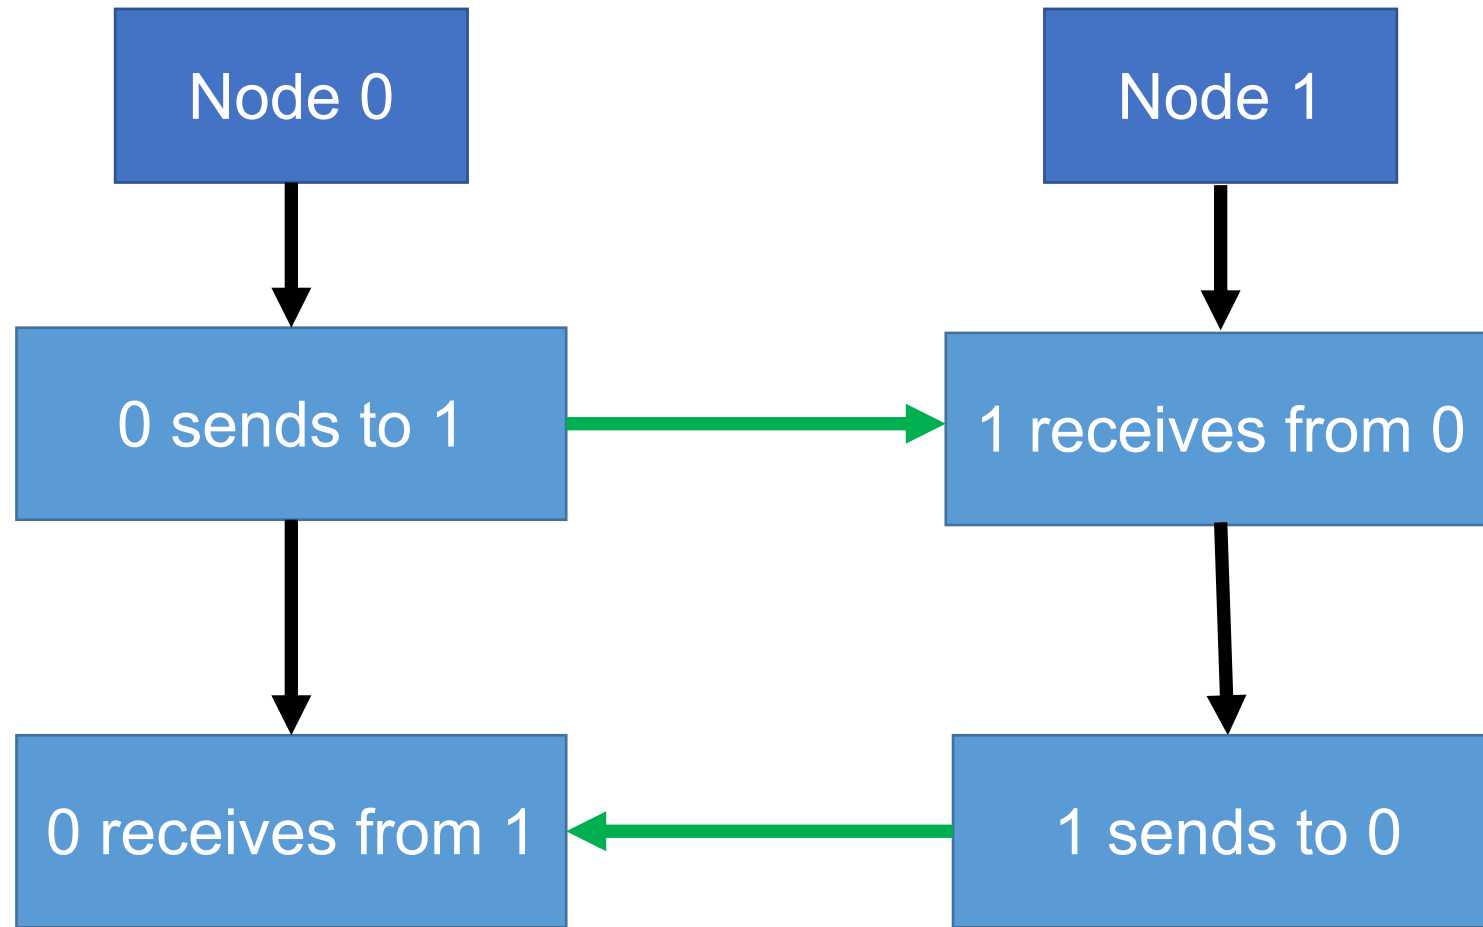 Node 0
Node 1
0 sends to 1
1 receives from 0
0 receives from 1
1 sends to 0